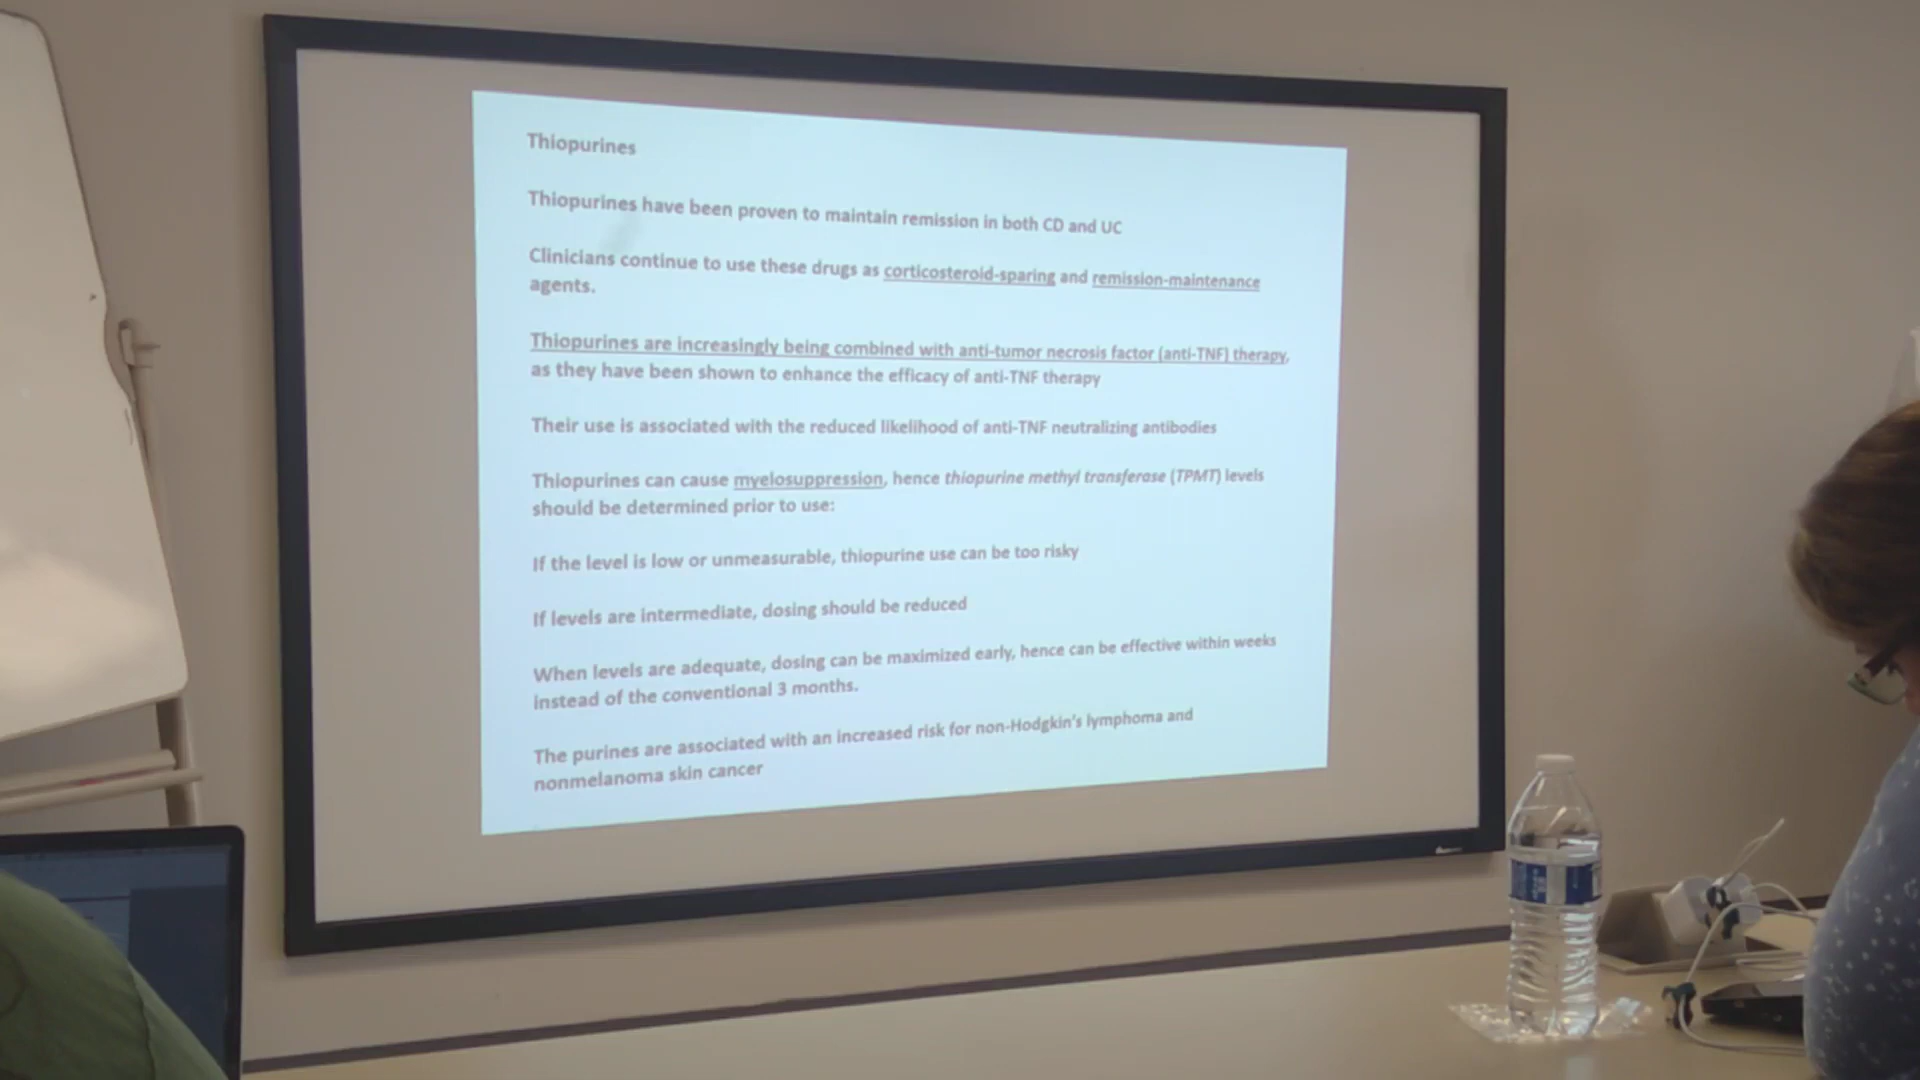 Thiopurines
Thiopurines have been proven to maintain remission in both CD and UC
Clinicians continue to use these drugs as corticosteroid-sparing and remission-maintenance
agents.
Thiopurines are increasingly being combined with anti-tumor necrosis factor (anti-TNF) therapy,
as they have been shown to enhance the efficacy of anti-TNF therapy
Their use is associated with the reduced likelihood of anti-TNF neutralizing antibodies
Thiopurines can cause myelosuppression, hence thiopurine methyl transferase (TPMT) levels
should be determined prior to use:
If the level is low or unmeasurable, thiopurine use can be too risky
If levels are intermediate, dosing should be reduced
When levels are adequate, dosing can be maximized early, hence can be effective within weeks
instead of the conventional 3 months.
The purines are associated with an increased risk for non-Hodgkin's lymphoma and
nonmelanoma skin cancer